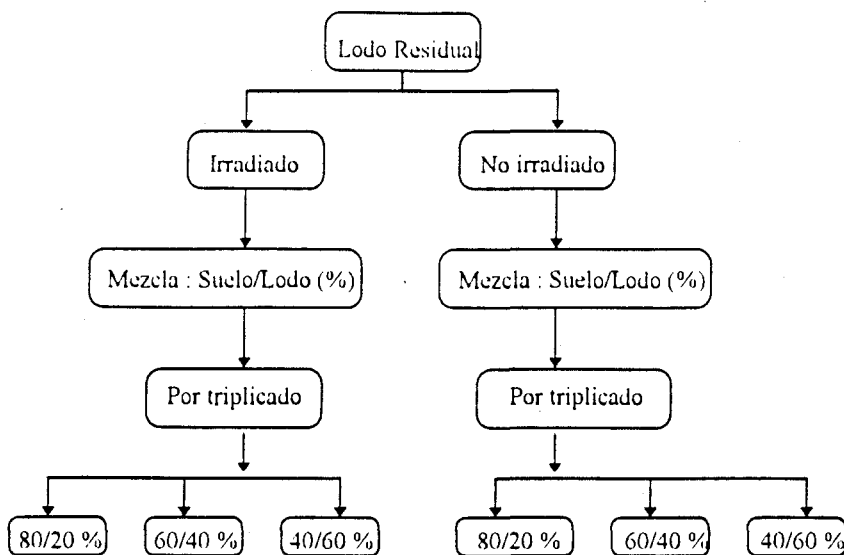 Lodo Residual
Irradiado
No irradiado
Mezcla : Suelo/Lodo (%)
Mezcla : Suelo/Lodo (%)
Por triplicado
Por triplicado
80/20 %
60/40 %
40/60 %
80/20 %
60/40 %
40/60 %